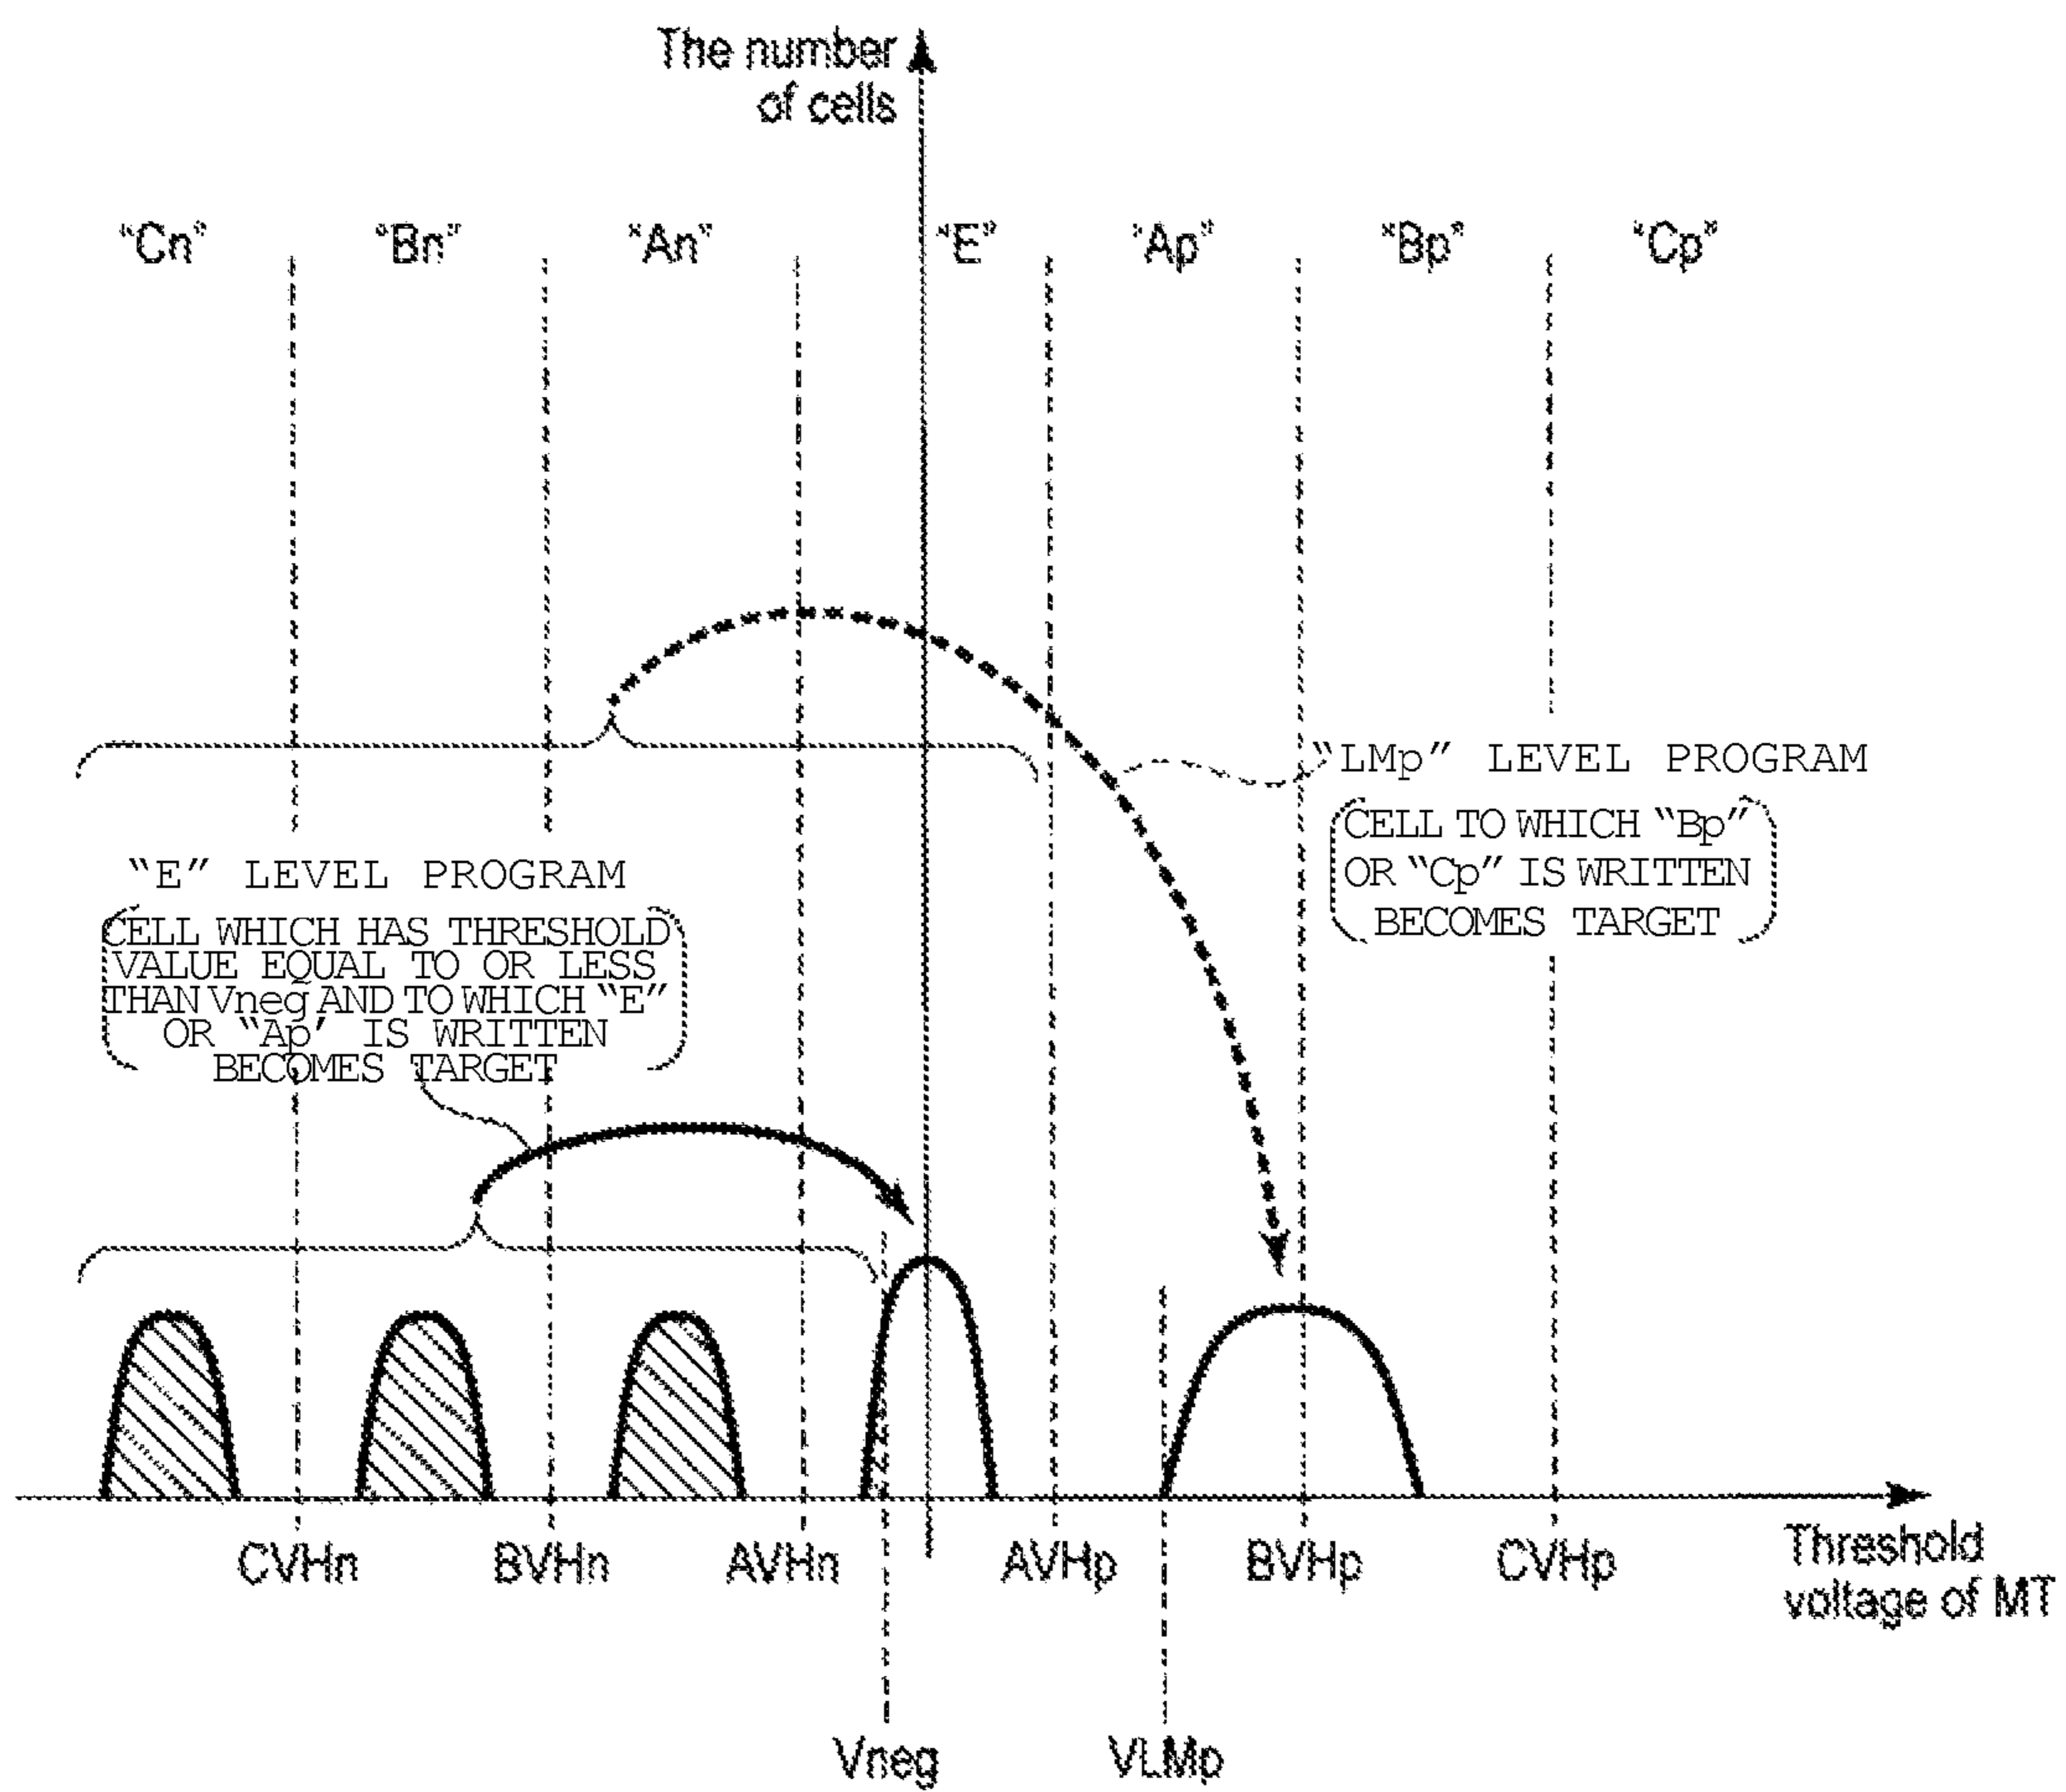 The number
of cells
"Cn" "Bn" "An" "E" "Ap" "Bp" "Cp"
"LMp" LEVEL PROGRAM
CELL TO WHICH "Bp"
OR "Cp" IS WRITTEN
BECOMES TARGET
"E" LEVEL PROGRAM
CELL WHICH HAS THRESHOLD
VALUE EQUAL TO OR LESS
THAN Vneg AND TO WHICH "E"
OR "Ap' IS WRITTEN
BECOMES TARGET
CVHn BVHn AVHn AVHp BVHp CVHp
Threshold
voltage of MT
Vneg VLMp